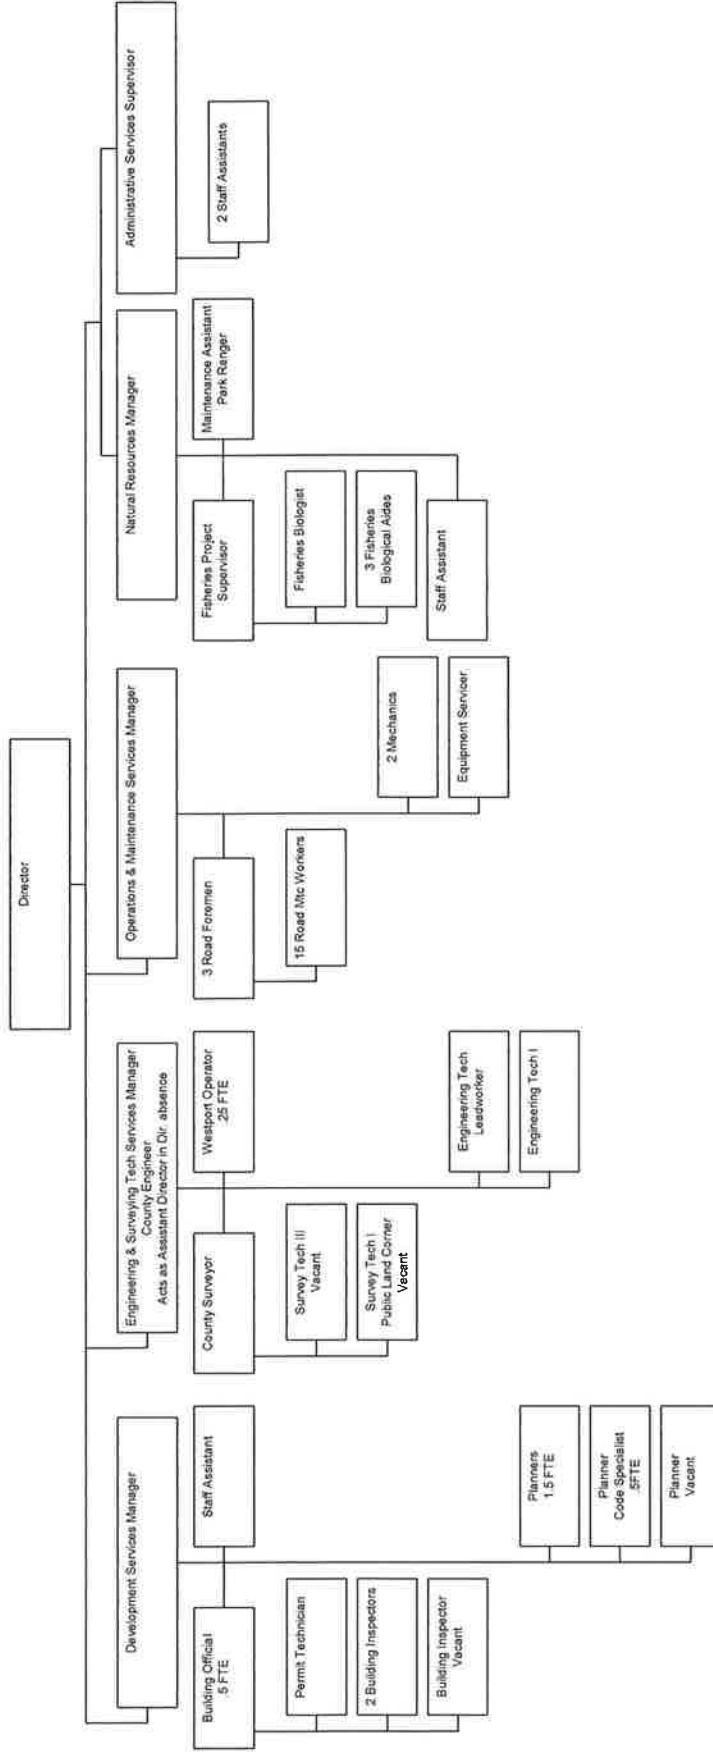 Director
Development Services Manager
Building Official
.5 FTE
Staff Assistant
Permit Technician
2 Building Inspectors
Building Inspector
Vacant
Planners
1.5 FTE
Planner
Code Specialist
.5FTE
Planner
Vacant
Engineering & Surveying Tech Services Manager
County Engineer
Acts as Assistant Director in Dir. absence
County Surveyor
Westport Operator
.25 FTE
Survey Tech III
Vacant
Survey Tech I
Public Land Corner
Vacant
Engineering Tech
Leadworker
Engineering Tech I
Operations & Maintenance Services Manager
3 Road Foremen
15 Road Mtc Workers
2 Mechanics
Equipment Servicer
Natural Resources Manager
Fisheries Project
Supervisor
Maintenance Assistant
Park Ranger
Fisheries Biologist
3 Fisheries
Biological Aides
Staff Assistant
Administrative Services Supervisor
2 Staff Assistants